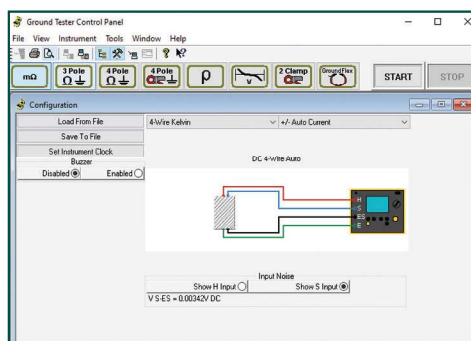 Ground Tester Control Panel
File View Instrument Tools Window Help
mΩ 3 Pole Ω 4 Pole Ω 4 Pole ρ V 2 Clamp GroundFlex START STOP
Configuration
Load From File 4-Wire Kelvin +/- Auto Current
Save To File
Set Instrument Clock
Buzzer
Disabled Enabled
DC 4-Wire Auto
H
S
ES
E
Input Noise
Show H Input Show S Input
V S-ES = 0.00342V DC